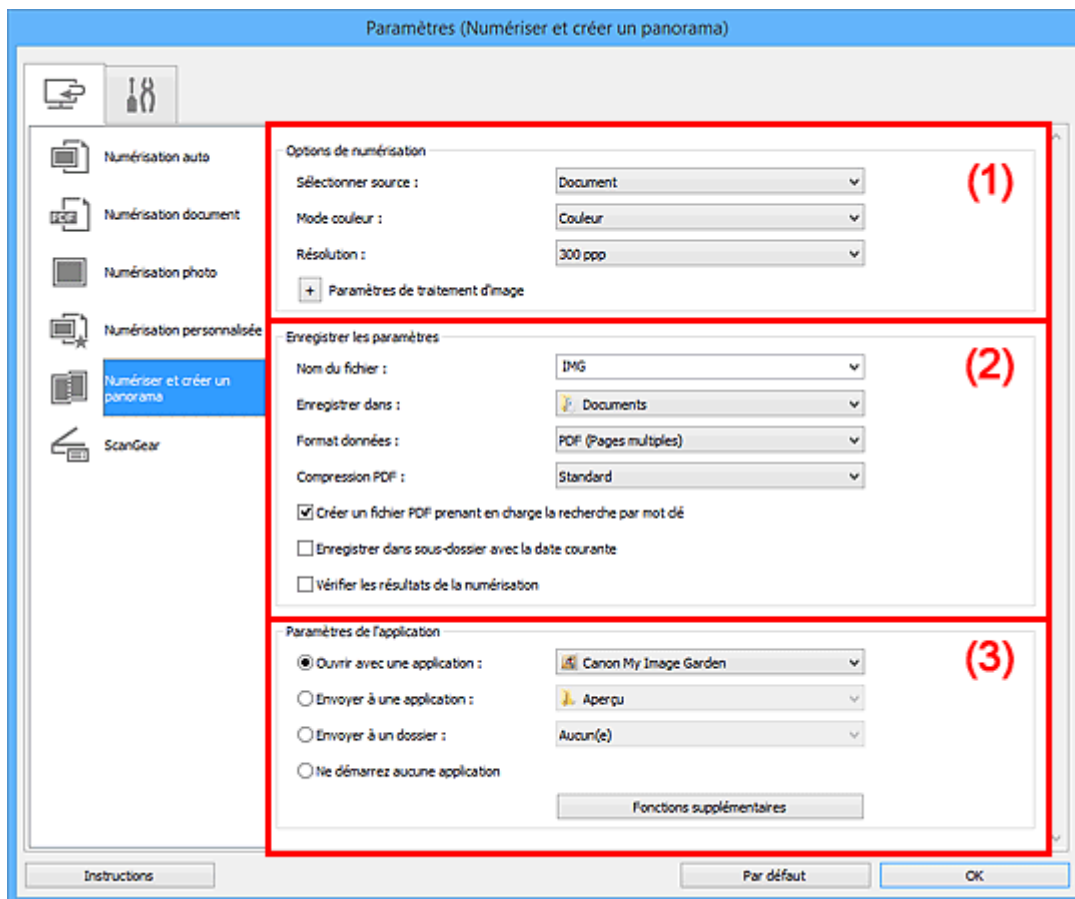 Paramètres (Numériser et créer un panorama)
Numérisation auto
Numérisation document
Numérisation photo
Numérisation personnalisée
Numériser et créer un
panorama
ScanGear
Options de numérisation
(1)
Sélectionner source :
Document
Mode couleur :
Couleur
Résolution :
300 ppp
+ Paramètres de traitement d'image
Enregistrer les paramètres
(2)
Nom du fichier :
IMG
Enregistrer dans :
Documents
Format données :
PDF (Pages multiples)
Compression PDF :
Standard
Créer un fichier PDF prenant en charge la recherche par mot clé
Enregistrer dans sous-dossier avec la date courante
Vérifier les résultats de la numérisation
Paramètres de l'application
(3)
Ouvrir avec une application :
Canon My Image Garden
Envoyer à une application :
Aperçu
Envoyer à un dossier :
Aucun(e)
Ne démarrez aucune application
Fonctions supplémentaires
Instructions
Par défaut
OK
PDF